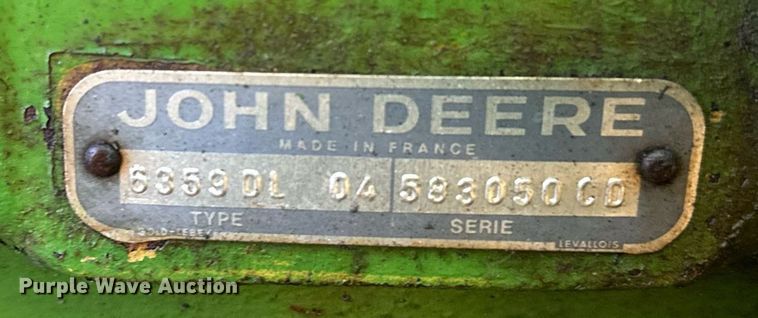 JOHN DEERE
MADE IN FRANCE
6359DL 04 583050CD
TYPE SERIE
LEVALLOIS
Purple Wave Auction